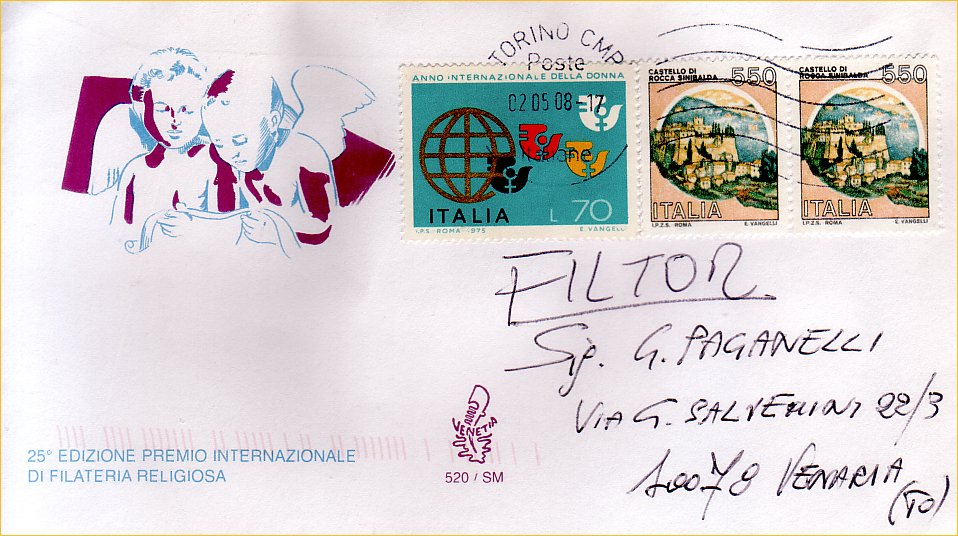 TORINO CMP
Poste
02 05 08-17
ANNO INTERNAZIONALE DELLA DONNA
ITALIA
L 70
I.P.S. ROMA 1975
E. VANGELLI
CASTELLO DI
ROCCA SINIBALDA
550
ITALIA
I.P.Z.S. ROMA
E. VANGELLI
CASTELLO DI
ROCCA SINIBALDA
550
ITALIA
I.P.Z.S. ROMA
E. VANGELLI
FILTOR
Sig. G. PAGANELLI
VIA G. SALVEMINI 22/3
10078 VENARIA
(TO)
VENETIA
520 / SM
25° EDIZIONE PREMIO INTERNAZIONALE
DI FILATERIA RELIGIOSA